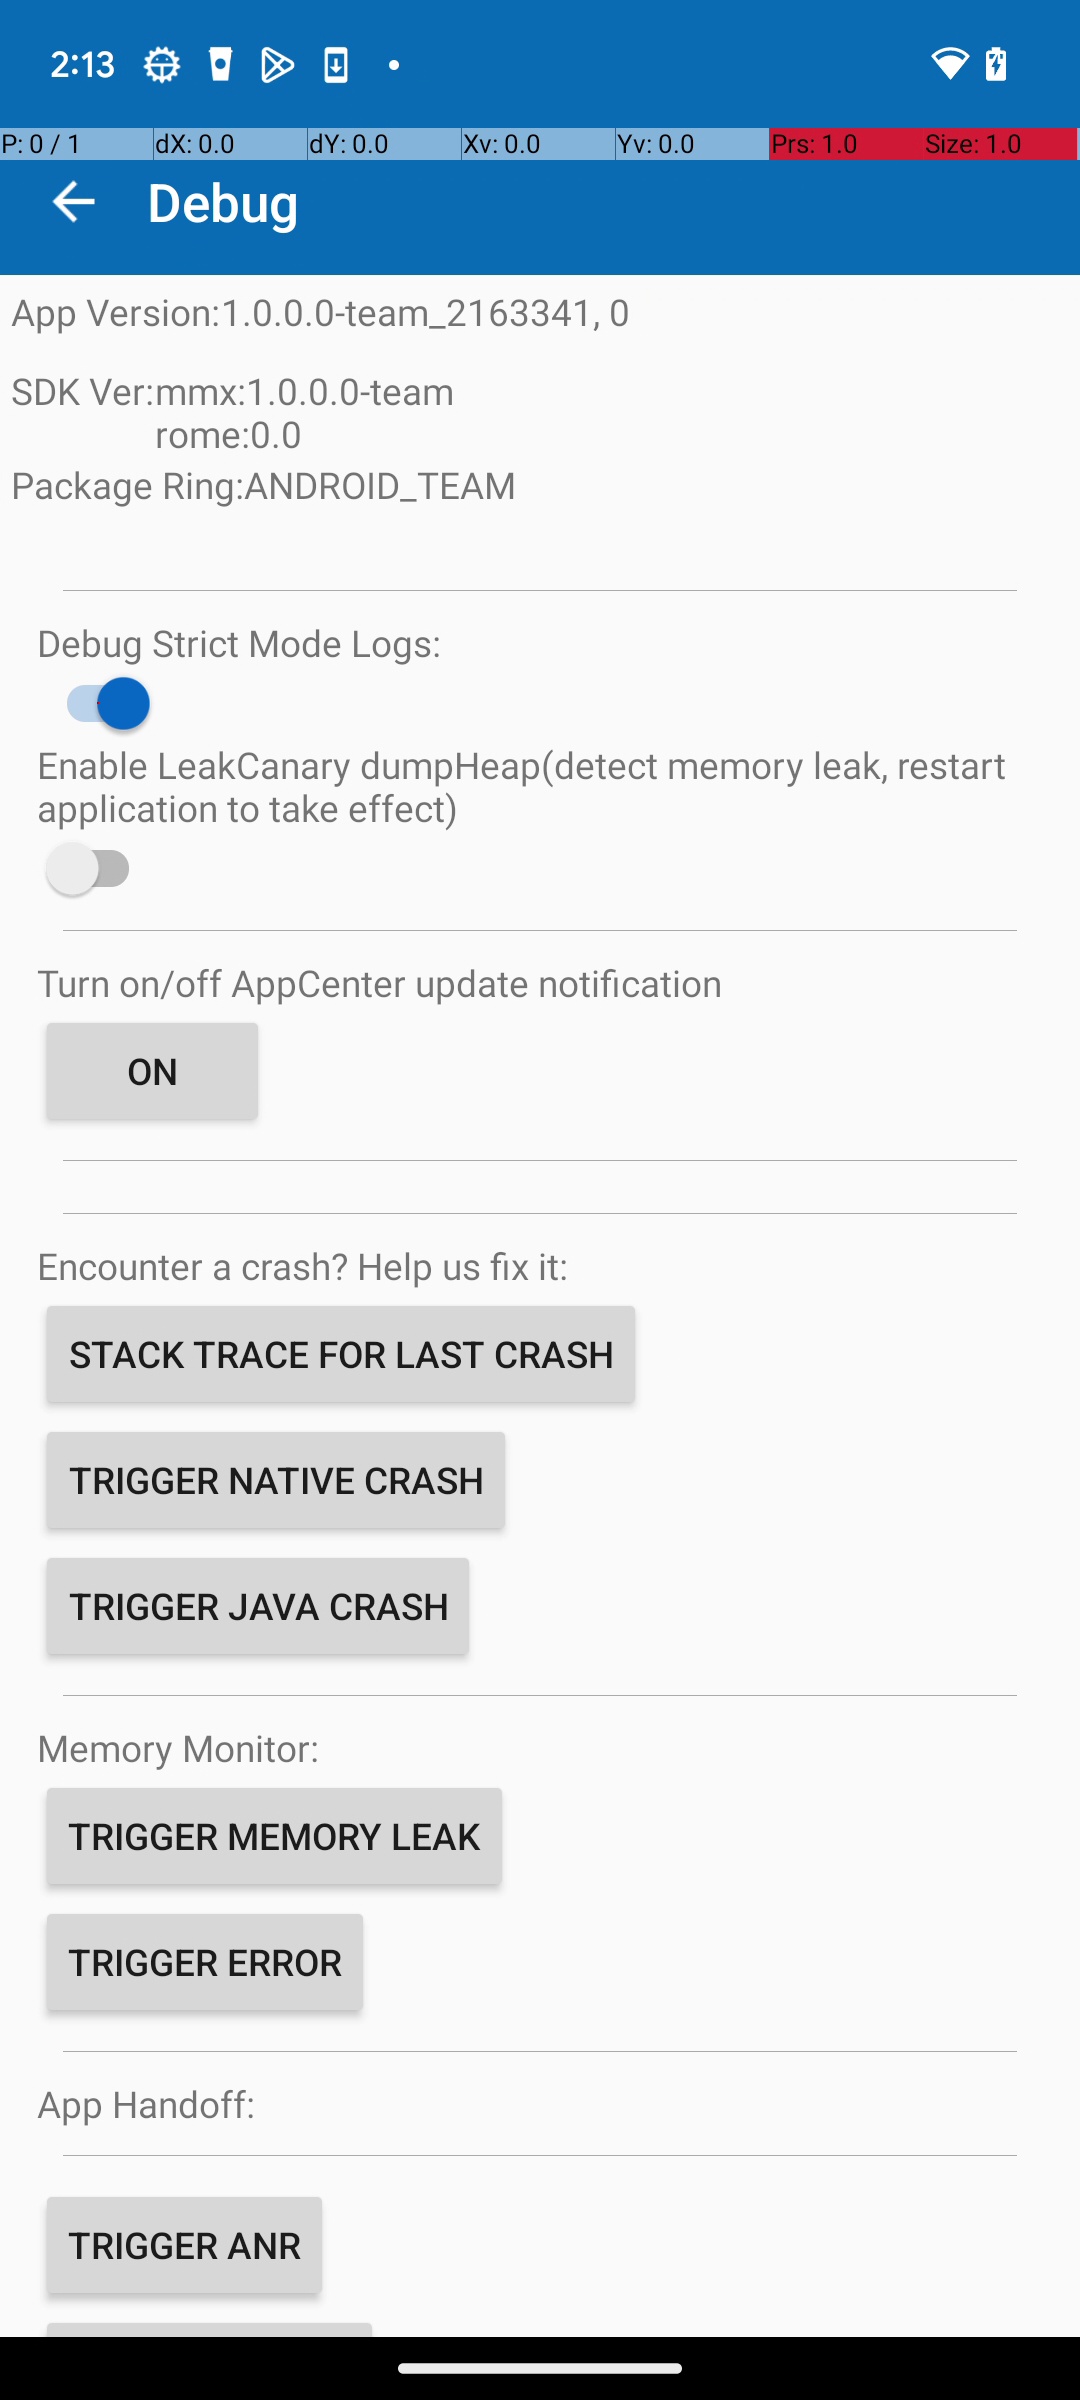 2:13
P: 0 / 1 dX: 0.0 dY: 0.0 Xv: 0.0 Yv: 0.0 Prs: 1.0 Size: 1.0
Debug
App Version:1.0.0.0-team_2163341, 0
SDK Ver:mmx:1.0.0.0-team
rome:0.0
Package Ring:ANDROID_TEAM
Debug Strict Mode Logs:
Enable LeakCanary dumpHeap(detect memory leak, restart
application to take effect)
Turn on/off AppCenter update notification
ON
Encounter a crash? Help us fix it:
STACK TRACE FOR LAST CRASH
TRIGGER NATIVE CRASH
TRIGGER JAVA CRASH
Memory Monitor:
TRIGGER MEMORY LEAK
TRIGGER ERROR
App Handoff:
TRIGGER ANR